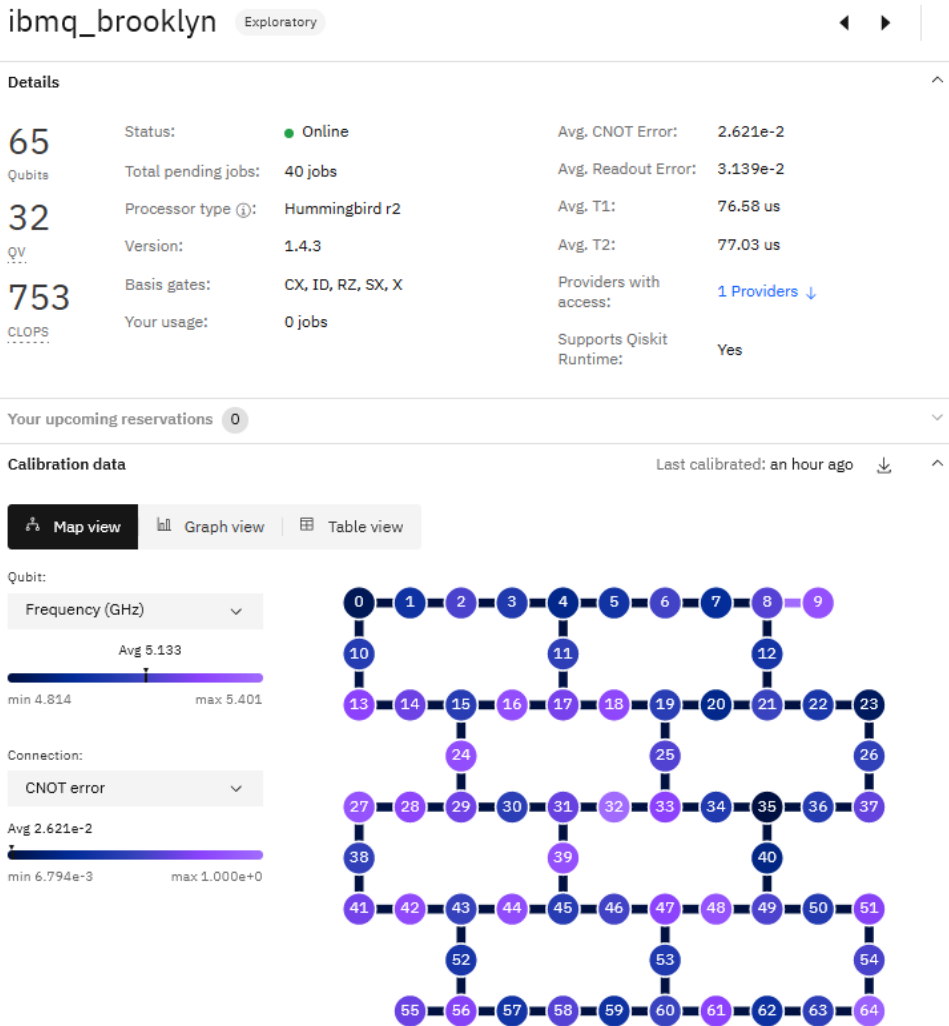 ibmq_brooklyn Exploratory
Details
65
Qubits
32
QV
753
CLOPS
Status: Online
Total pending jobs: 40 jobs
Processor type ⓘ: Hummingbird r2
Version: 1.4.3
Basis gates: CX, ID, RZ, SX, X
Your usage: 0 jobs
Avg. CNOT Error: 2.621e-2
Avg. Readout Error: 3.139e-2
Avg. T1: 76.58 us
Avg. T2: 77.03 us
Providers with
access: 1 Providers ↓
Supports Qiskit
Runtime: Yes
Your upcoming reservations 0
Calibration data Last calibrated: an hour ago
Map view Graph view Table view
Qubit:
Frequency (GHz)
Avg 5.133
min 4.814 max 5.401
Connection:
CNOT error
Avg 2.621e-2
min 6.794e-3 max 1.000e+0
0 1 2 3 4 5 6 7 8 9
10 11 12
13 14 15 16 17 18 19 20 21 22 23
24 25 26
27 28 29 30 31 32 33 34 35 36 37
38 39 40
41 42 43 44 45 46 47 48 49 50 51
52 53 54
55 56 57 58 59 60 61 62 63 64